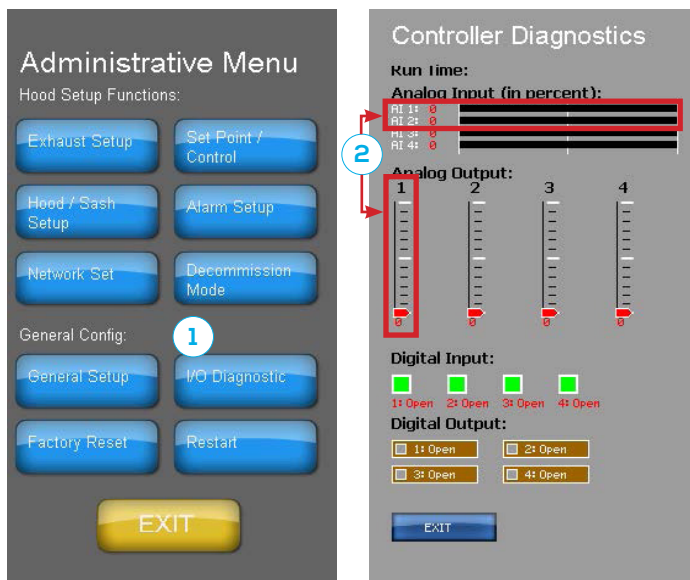 Administrative Menu
Hood Setup Functions:
Exhaust Setup
Set Point /
Control
Hood / Sash
Setup
Alarm Setup
Network Set
Decommission
Mode
General Config:
1
General Setup
I/O Diagnostic
Factory Reset
Restart
EXIT
Controller Diagnostics
Run Time:
Analog Input (in percent):
AI 1: 0
AI 2: 0
AI 3: 0
AI 4: 0
2
Analog Output:
1 2 3 4
0 0 0 0
Digital Input:
1: Open 2: Open 3: Open 4: Open
Digital Output:
1: Open 2: Open
3: Open 4: Open
EXIT